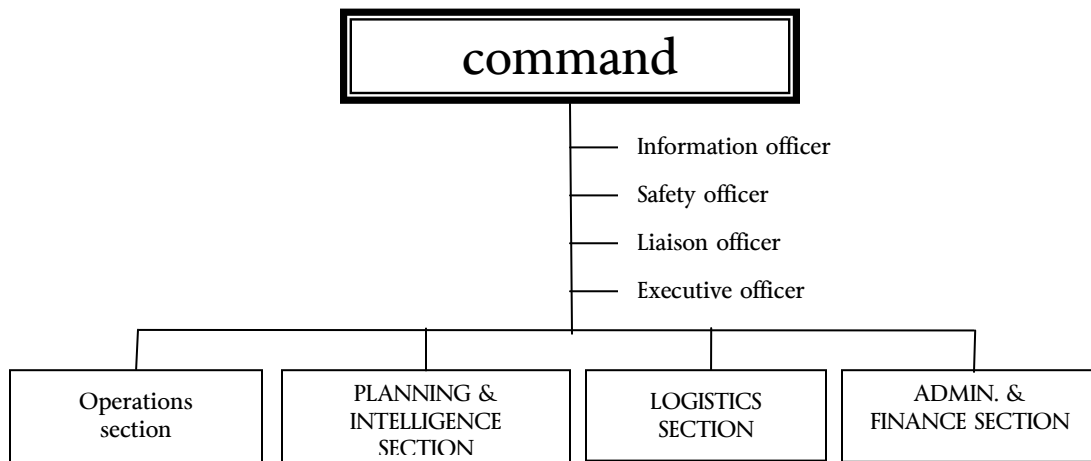 command
Information officer
Safety officer
Liaison officer
Executive officer
Operations
section
PLANNING &
INTELLIGENCE
SECTION
LOGISTICS
SECTION
ADMIN. &
FINANCE SECTION